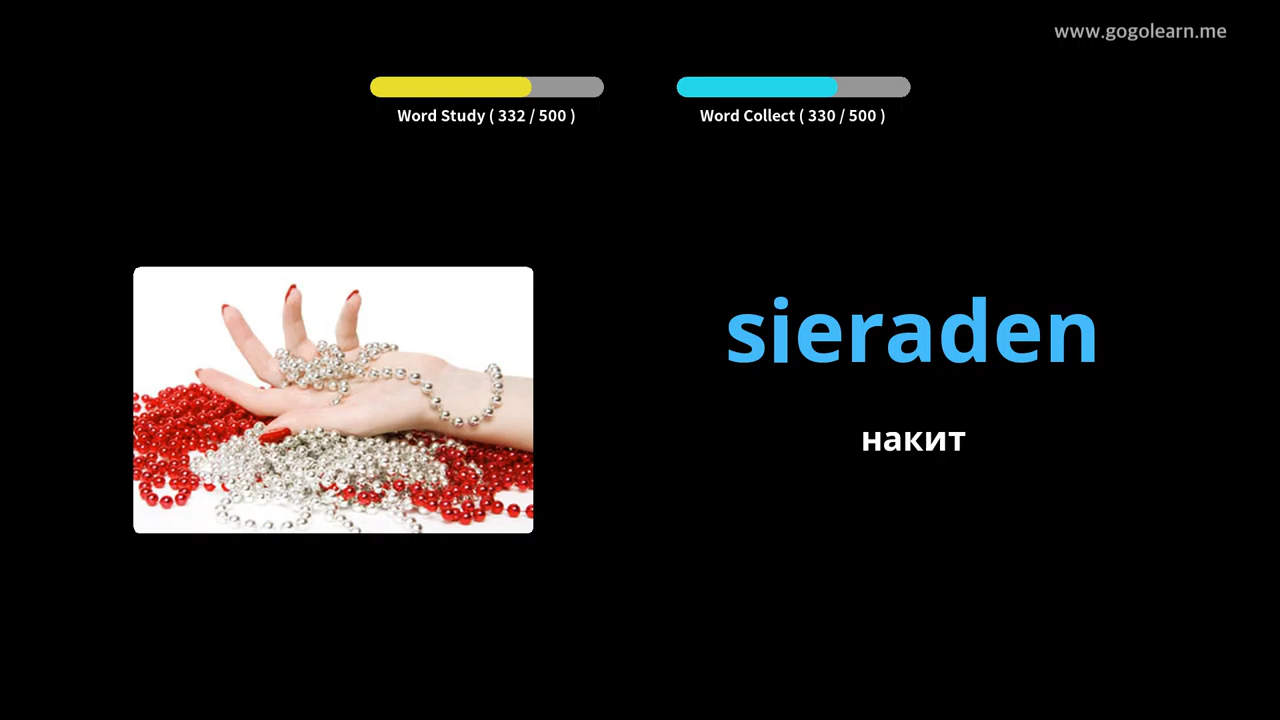 www.gogolearn.me
Word Study ( 332 / 500 )
Word Collect ( 330 / 500 )
sieraden
накит